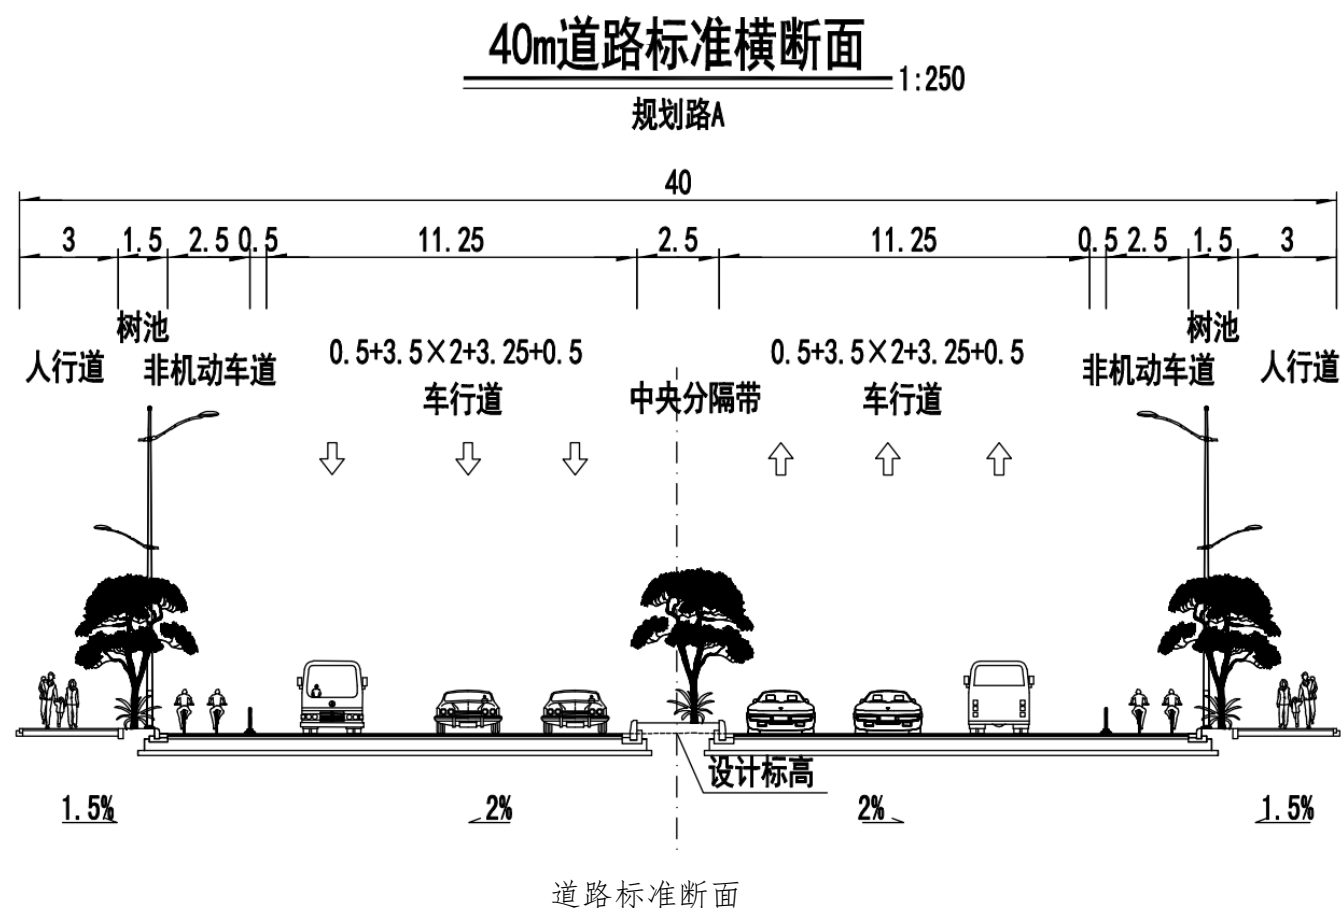 40m道路标准横断面
1:250
规划路A
40
3 1.5 2.5 0.5 11.25 2.5 11.25 0.5 2.5 1.5 3
树池 树池
人行道 非机动车道 0.5+3.5×2+3.25+0.5 0.5+3.5×2+3.25+0.5 非机动车道 人行道
车行道 中央分隔带 车行道
设计标高
1.5% 2% 2% 1.5%
道路标准断面